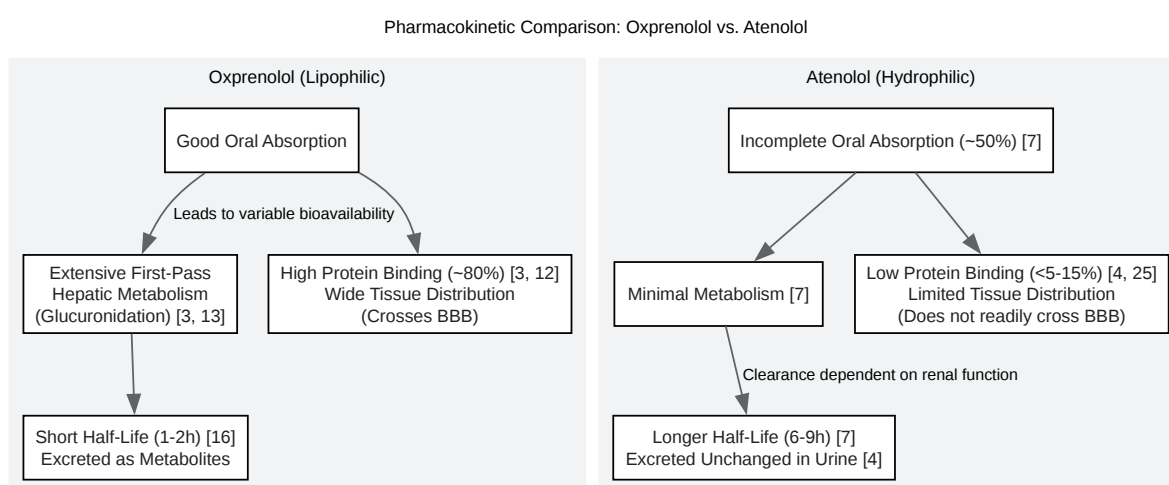 Pharmacokinetic Comparison: Oxprenolol vs. Atenolol
Oxprenolol (Lipophilic)
Good Oral Absorption
Leads to variable bioavailability
Extensive First-Pass
Hepatic Metabolism
(Glucuronidation) [3, 13]
High Protein Binding (~80%) [3, 12]
Wide Tissue Distribution
(Crosses BBB)
Short Half-Life (1-2h) [16]
Excreted as Metabolites
Atenolol (Hydrophilic)
Incomplete Oral Absorption (~50%) [7]
Minimal Metabolism [7]
Low Protein Binding (<5-15%) [4, 25]
Limited Tissue Distribution
(Does not readily cross BBB)
Clearance dependent on renal function
Longer Half-Life (6-9h) [7]
Excreted Unchanged in Urine [4]